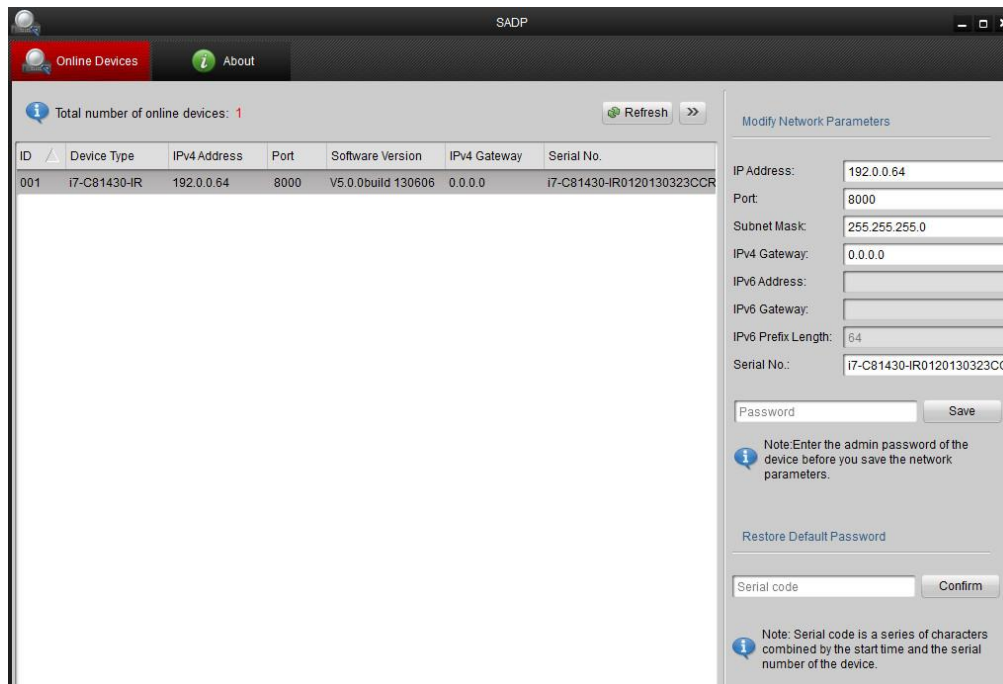 SADP
Online Devices
About
Total number of online devices: 1
Refresh
>>
ID Device Type IPv4 Address Port Software Version IPv4 Gateway Serial No.
001 i7-C81430-IR 192.0.0.64 8000 V5.0.0build 130606 0.0.0.0 i7-C81430-IR0120130323CCR
Modify Network Parameters
IP Address: 192.0.0.64
Port: 8000
Subnet Mask: 255.255.255.0
IPv4 Gateway: 0.0.0.0
IPv6 Address:
IPv6 Gateway:
IPv6 Prefix Length: 64
Serial No.: i7-C81430-IR0120130323CC
Password
Save
Note:Enter the admin password of the
device before you save the network
parameters.
Restore Default Password
Serial code
Confirm
Note: Serial code is a series of characters
combined by the start time and the serial
number of the device.